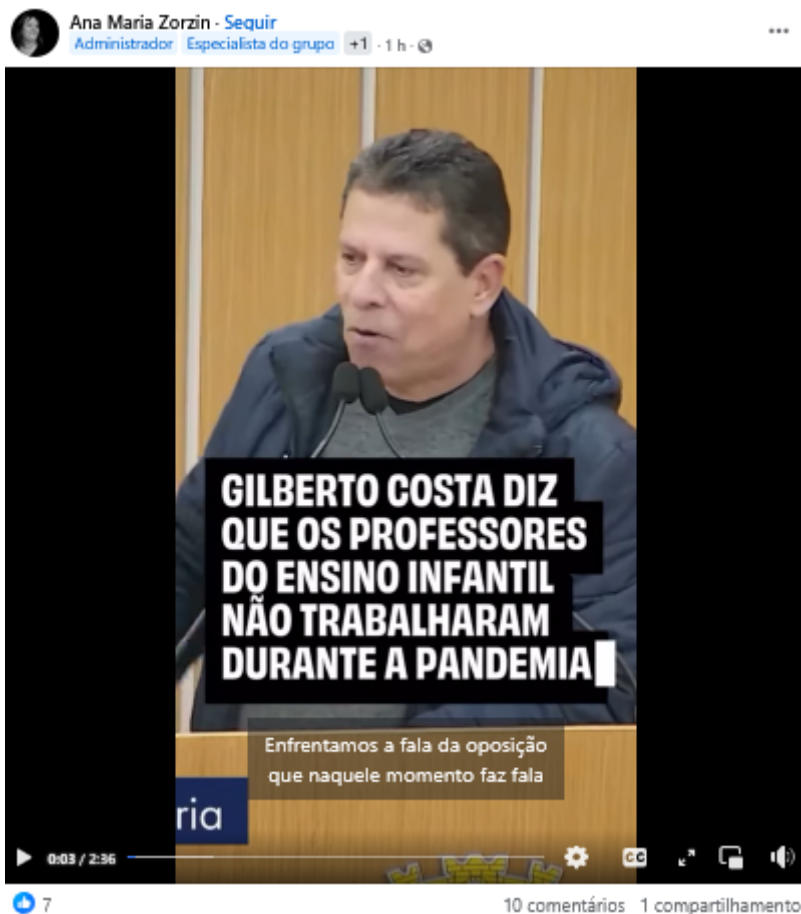 Ana Maria Zorzin · Seguir
Administrador Especialista do grupo +1 · 1 h ·
GILBERTO COSTA DIZ
QUE OS PROFESSORES
DO ENSINO INFANTIL
NÃO TRABALHARAM
DURANTE A PANDEMIA
Enfrentamos a fala da oposição
que naquele momento faz fala
ria
0:03 / 2:36
CC
7
10 comentários 1 compartilhamento